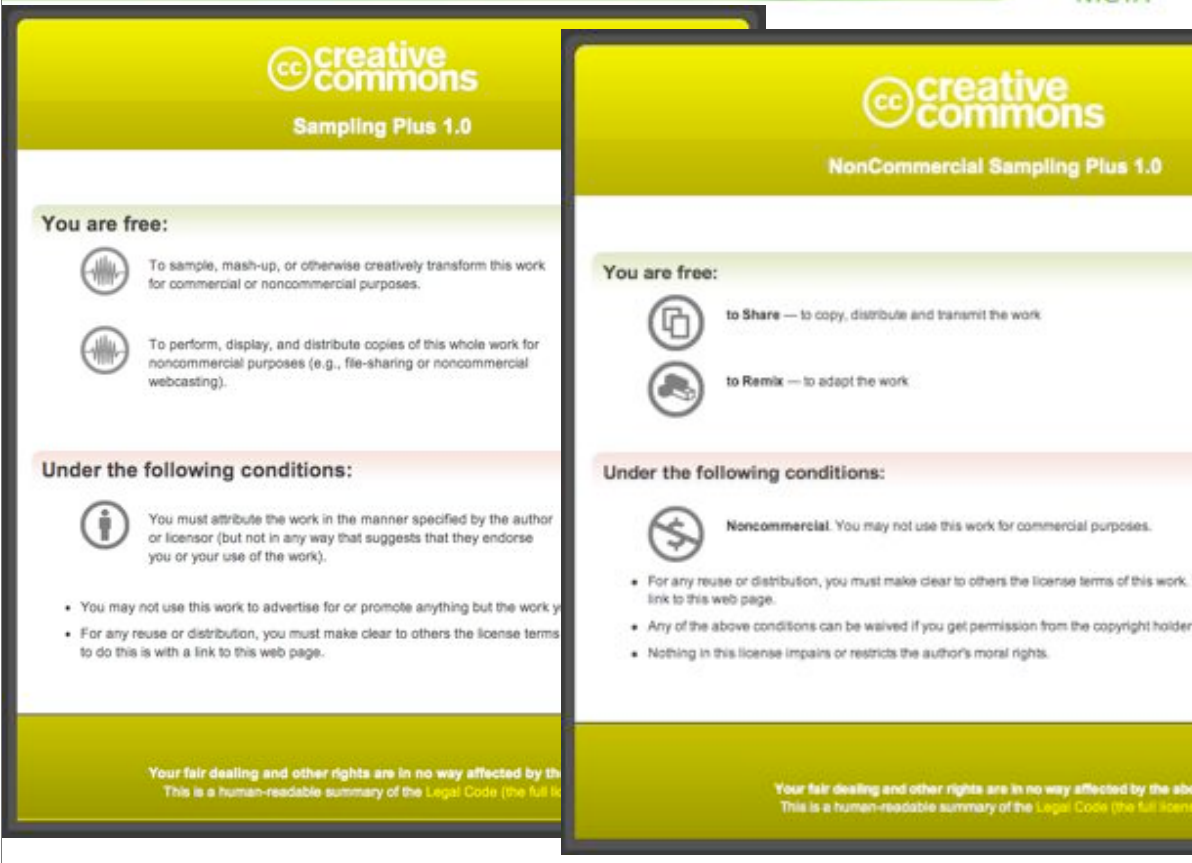 creative
commons
Sampling Plus 1.0
You are free:
To sample, mash-up, or otherwise creatively transform this work
for commercial or noncommercial purposes.
To perform, display, and distribute copies of this whole work for
noncommercial purposes (e.g., file-sharing or noncommercial
webcasting).
Under the following conditions:
You must attribute the work in the manner specified by the author
or licensor (but not in any way that suggests that they endorse
you or your use of the work).
• You may not use this work to advertise for or promote anything but the work
• For any reuse or distribution, you must make clear to others the license terms
to do this is with a link to this web page.
Your fair dealing and other rights are in no way affected by
This is a human-readable summary of the Legal Code (the full
cc creative
commons
NonCommercial Sampling Plus 1.0
You are free:
to Share — to copy, distribute and transmit the work
to Remix — to adapt the work
Under the following conditions:
Noncommercial. You may not use this work for commercial purposes.
• For any reuse or distribution, you must make clear to others the license terms of this work.
link to this web page.
• Any of the above conditions can be waived if you get permission from the copyright holder
• Nothing in this license impairs or restricts the author's moral rights.
Your fair dealing and other rights are in no way affected by the
This is a human-readable summary of the Legal Code (the full